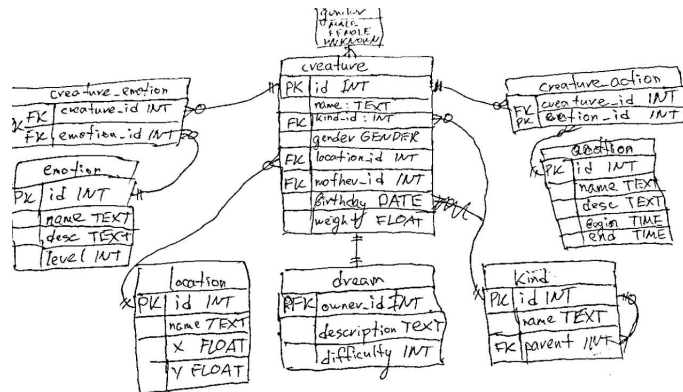 gender
MALE
FEMALE
UNKNOWN
creature
PK id INT
name: TEXT
FK kind_id: INT
gender GENDER
FK location_id INT
FK mother_id INT
Birthday DATE
weight FLOAT
creature_emotion
FK creature_id INT
PK
FK emotion_id INT
emotion
PK id INT
name TEXT
desc TEXT
level INT
creature_action
FK creature_id INT
PK
action_id INT
action
PK id INT
name TEXT
desc TEXT
Begin TIME
end TIME
location
PK id INT
name TEXT
X FLOAT
Y FLOAT
dream
PFK owner_id INT
description TEXT
difficulty INT
Kind
PK id INT
name TEXT
FK parent INT